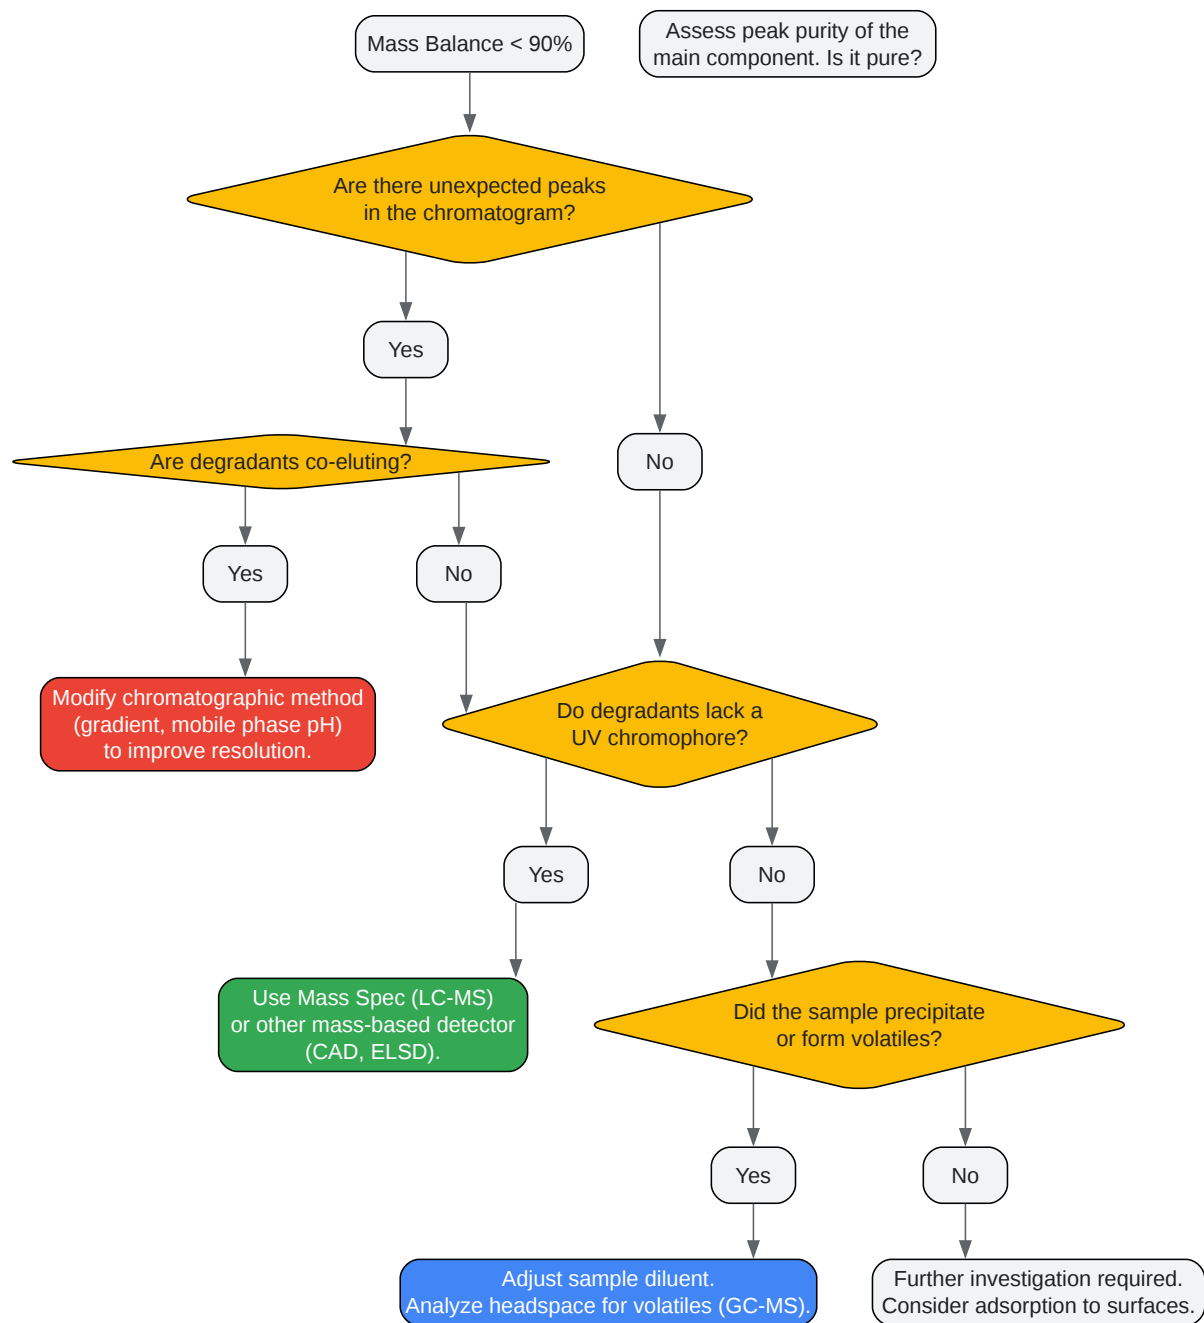 Mass Balance < 90%
Assess peak purity of the
main component. Is it pure?
Are there unexpected peaks
in the chromatogram?
Yes
Are degradants co-eluting?
No
Yes
No
Modify chromatographic method
(gradient, mobile phase pH)
to improve resolution.
Do degradants lack a
UV chromophore?
Yes
No
Use Mass Spec (LC-MS)
or other mass-based detector
(CAD, ELSD).
Did the sample precipitate
or form volatiles?
Yes
No
Adjust sample diluent.
Analyze headspace for volatiles (GC-MS).
Further investigation required.
Consider adsorption to surfaces.